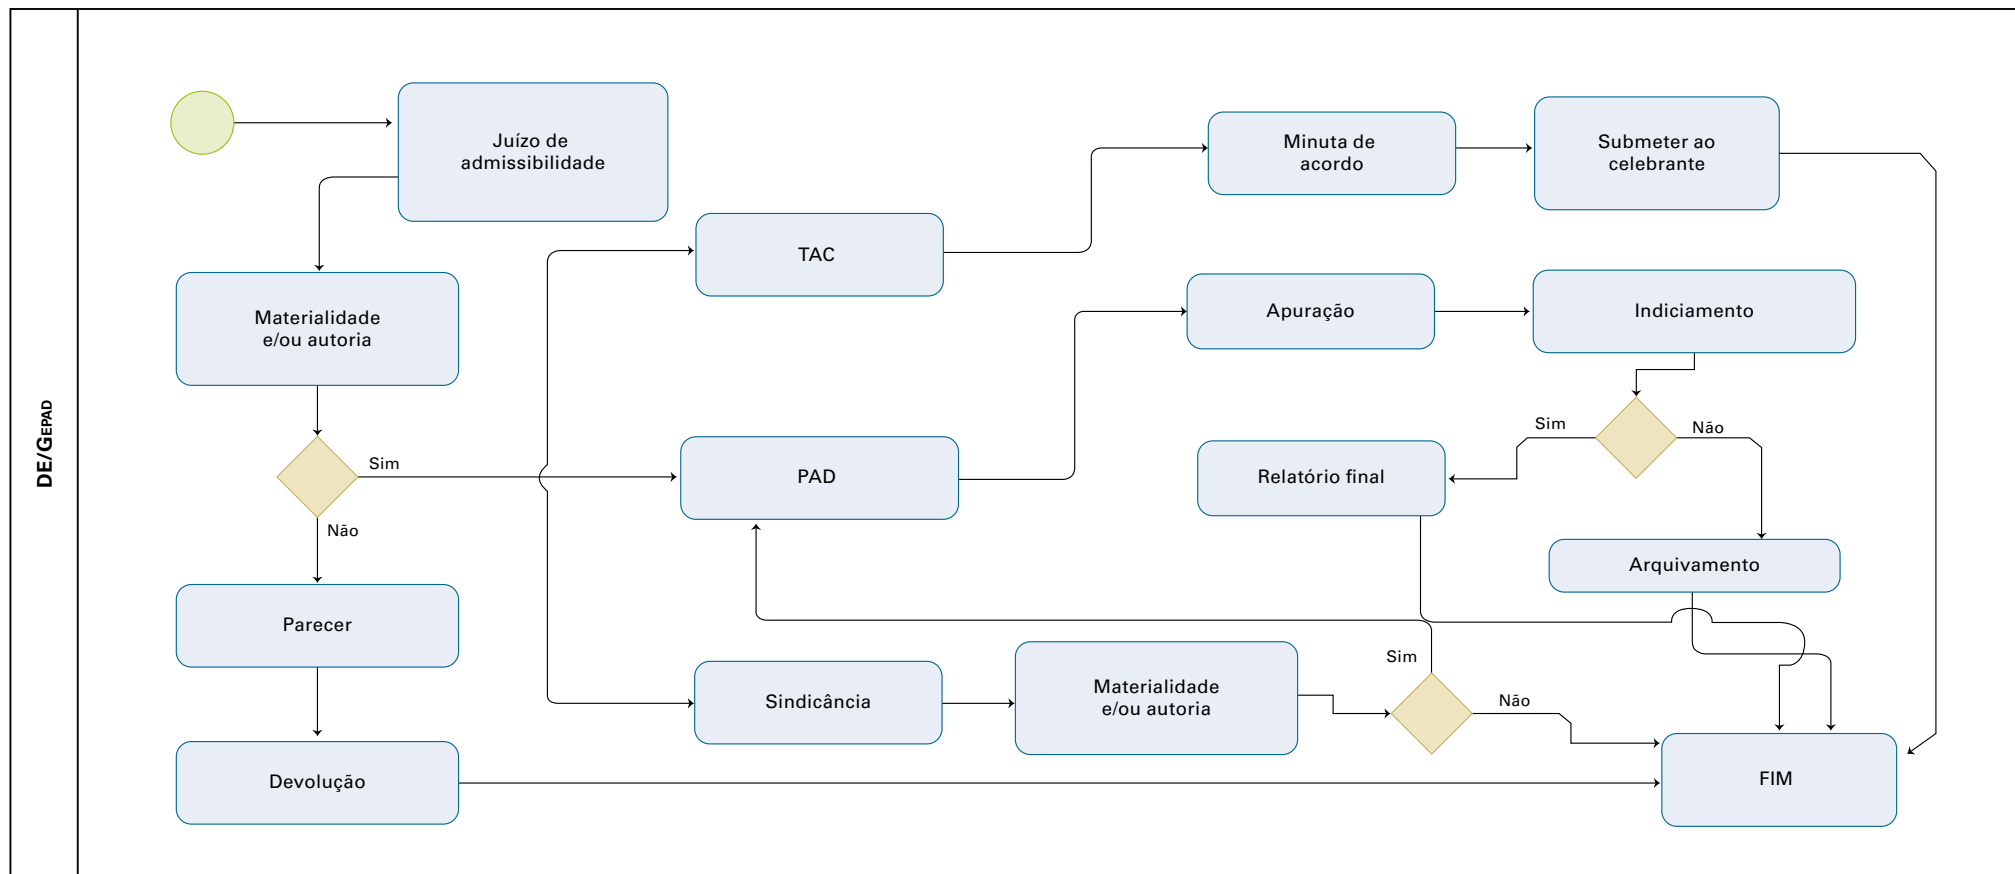 DE/GEPAD
Juízo de
admissibilidade
Materialidade
e/ou autoria
Sim
Não
Parecer
Devolução
TAC
PAD
Sindicância
Materialidade
e/ou autoria
Sim
Não
Minuta de
acordo
Submeter ao
celebrante
Apuração
Indiciamento
Sim
Não
Relatório final
Arquivamento
FIM